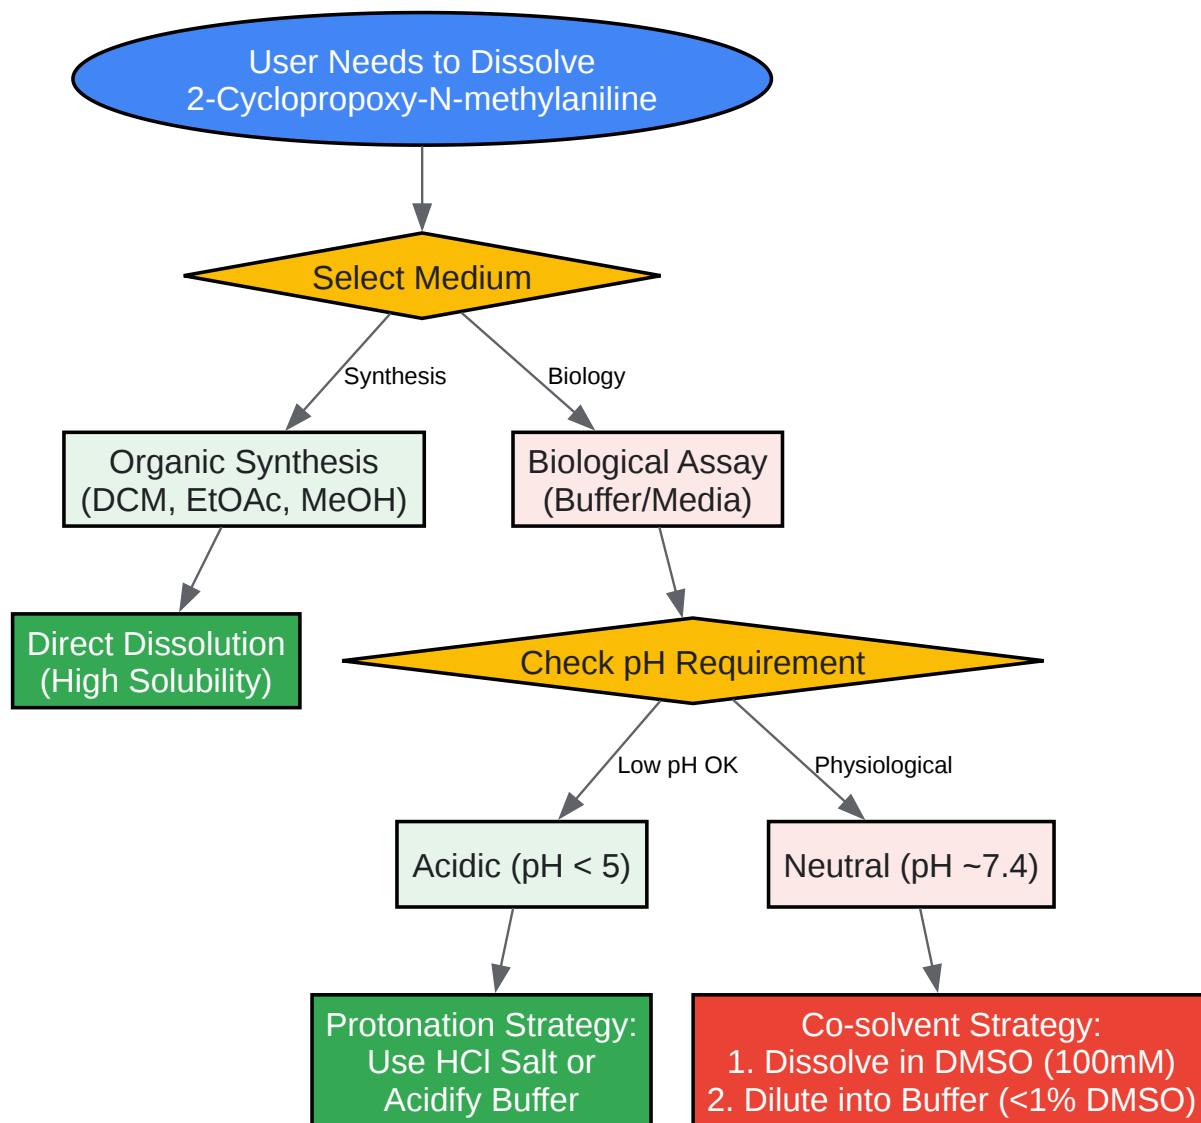 User Needs to Dissolve
2-Cyclopropoxy-N-methylaniline
Select Medium
Synthesis
Biology
Organic Synthesis
(DCM, EtOAc, MeOH)
Biological Assay
(Buffer/Media)
Direct Dissolution
(High Solubility)
Check pH Requirement
Low pH OK
Physiological
Acidic (pH < 5)
Neutral (pH ~7.4)
Protonation Strategy:
Use HCl Salt or
Acidify Buffer
Co-solvent Strategy:
1. Dissolve in DMSO (100mM)
2. Dilute into Buffer (<1% DMSO)